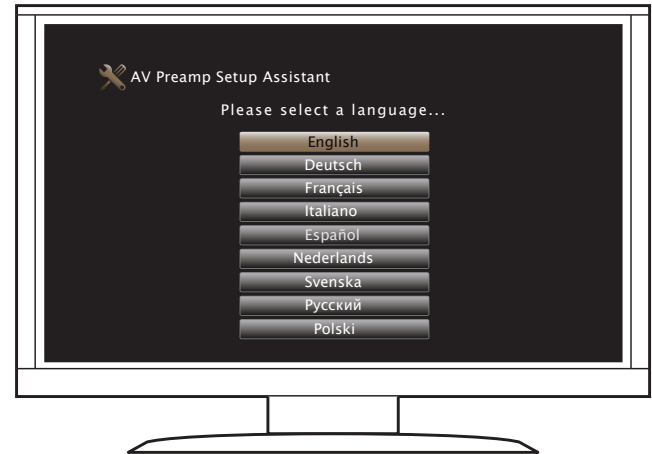 AV Preamp Setup Assistant
Please select a language...
English
Deutsch
Français
Italiano
Español
Nederlands
Svenska
Русский
Polski